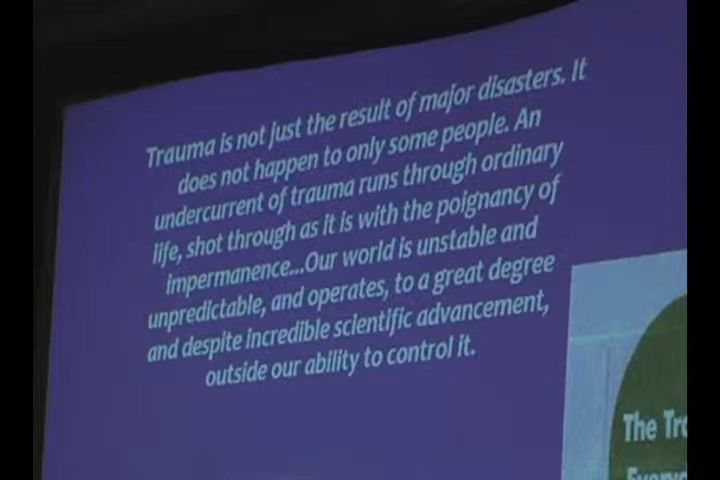 Trauma is not just the result of major disasters. It
does not happen to only some people. An
undercurrent of trauma runs through ordinary
life, shot through as it is with the poignancy of
impermanence...Our world is unstable and
unpredictable, and operates, to a great degree
and despite incredible scientific advancement,
outside our ability to control it.
The